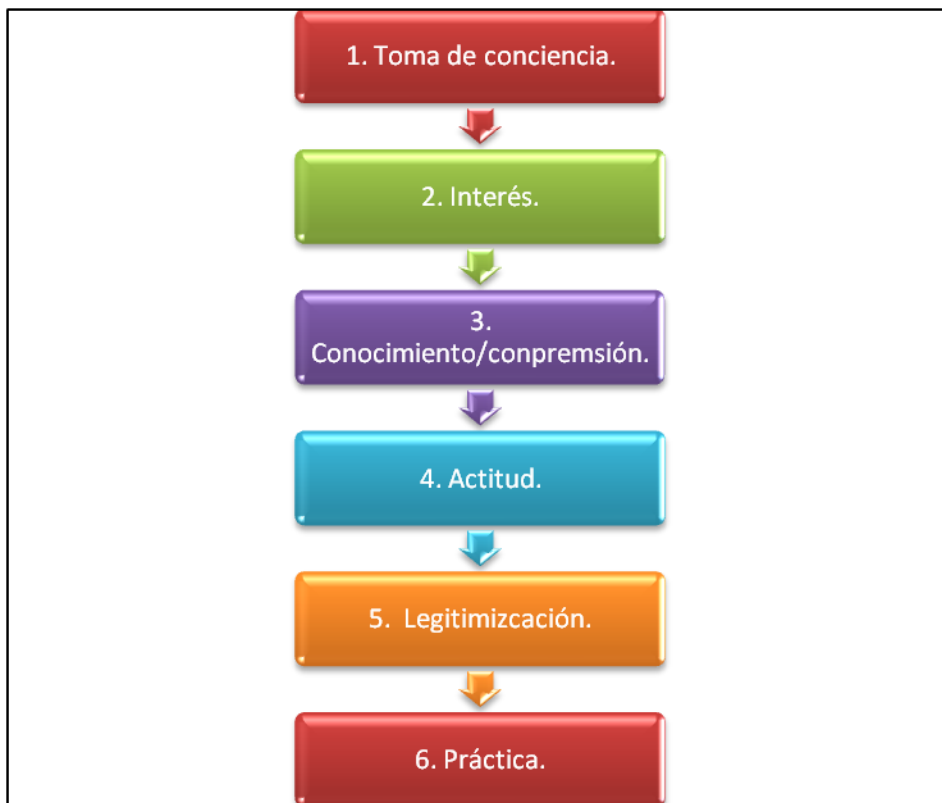 1. Toma de conciencia.
2. Interés.
3.
Conocimiento/conpremsión.
4. Actitud.
5. Legitimizcación.
6. Práctica.